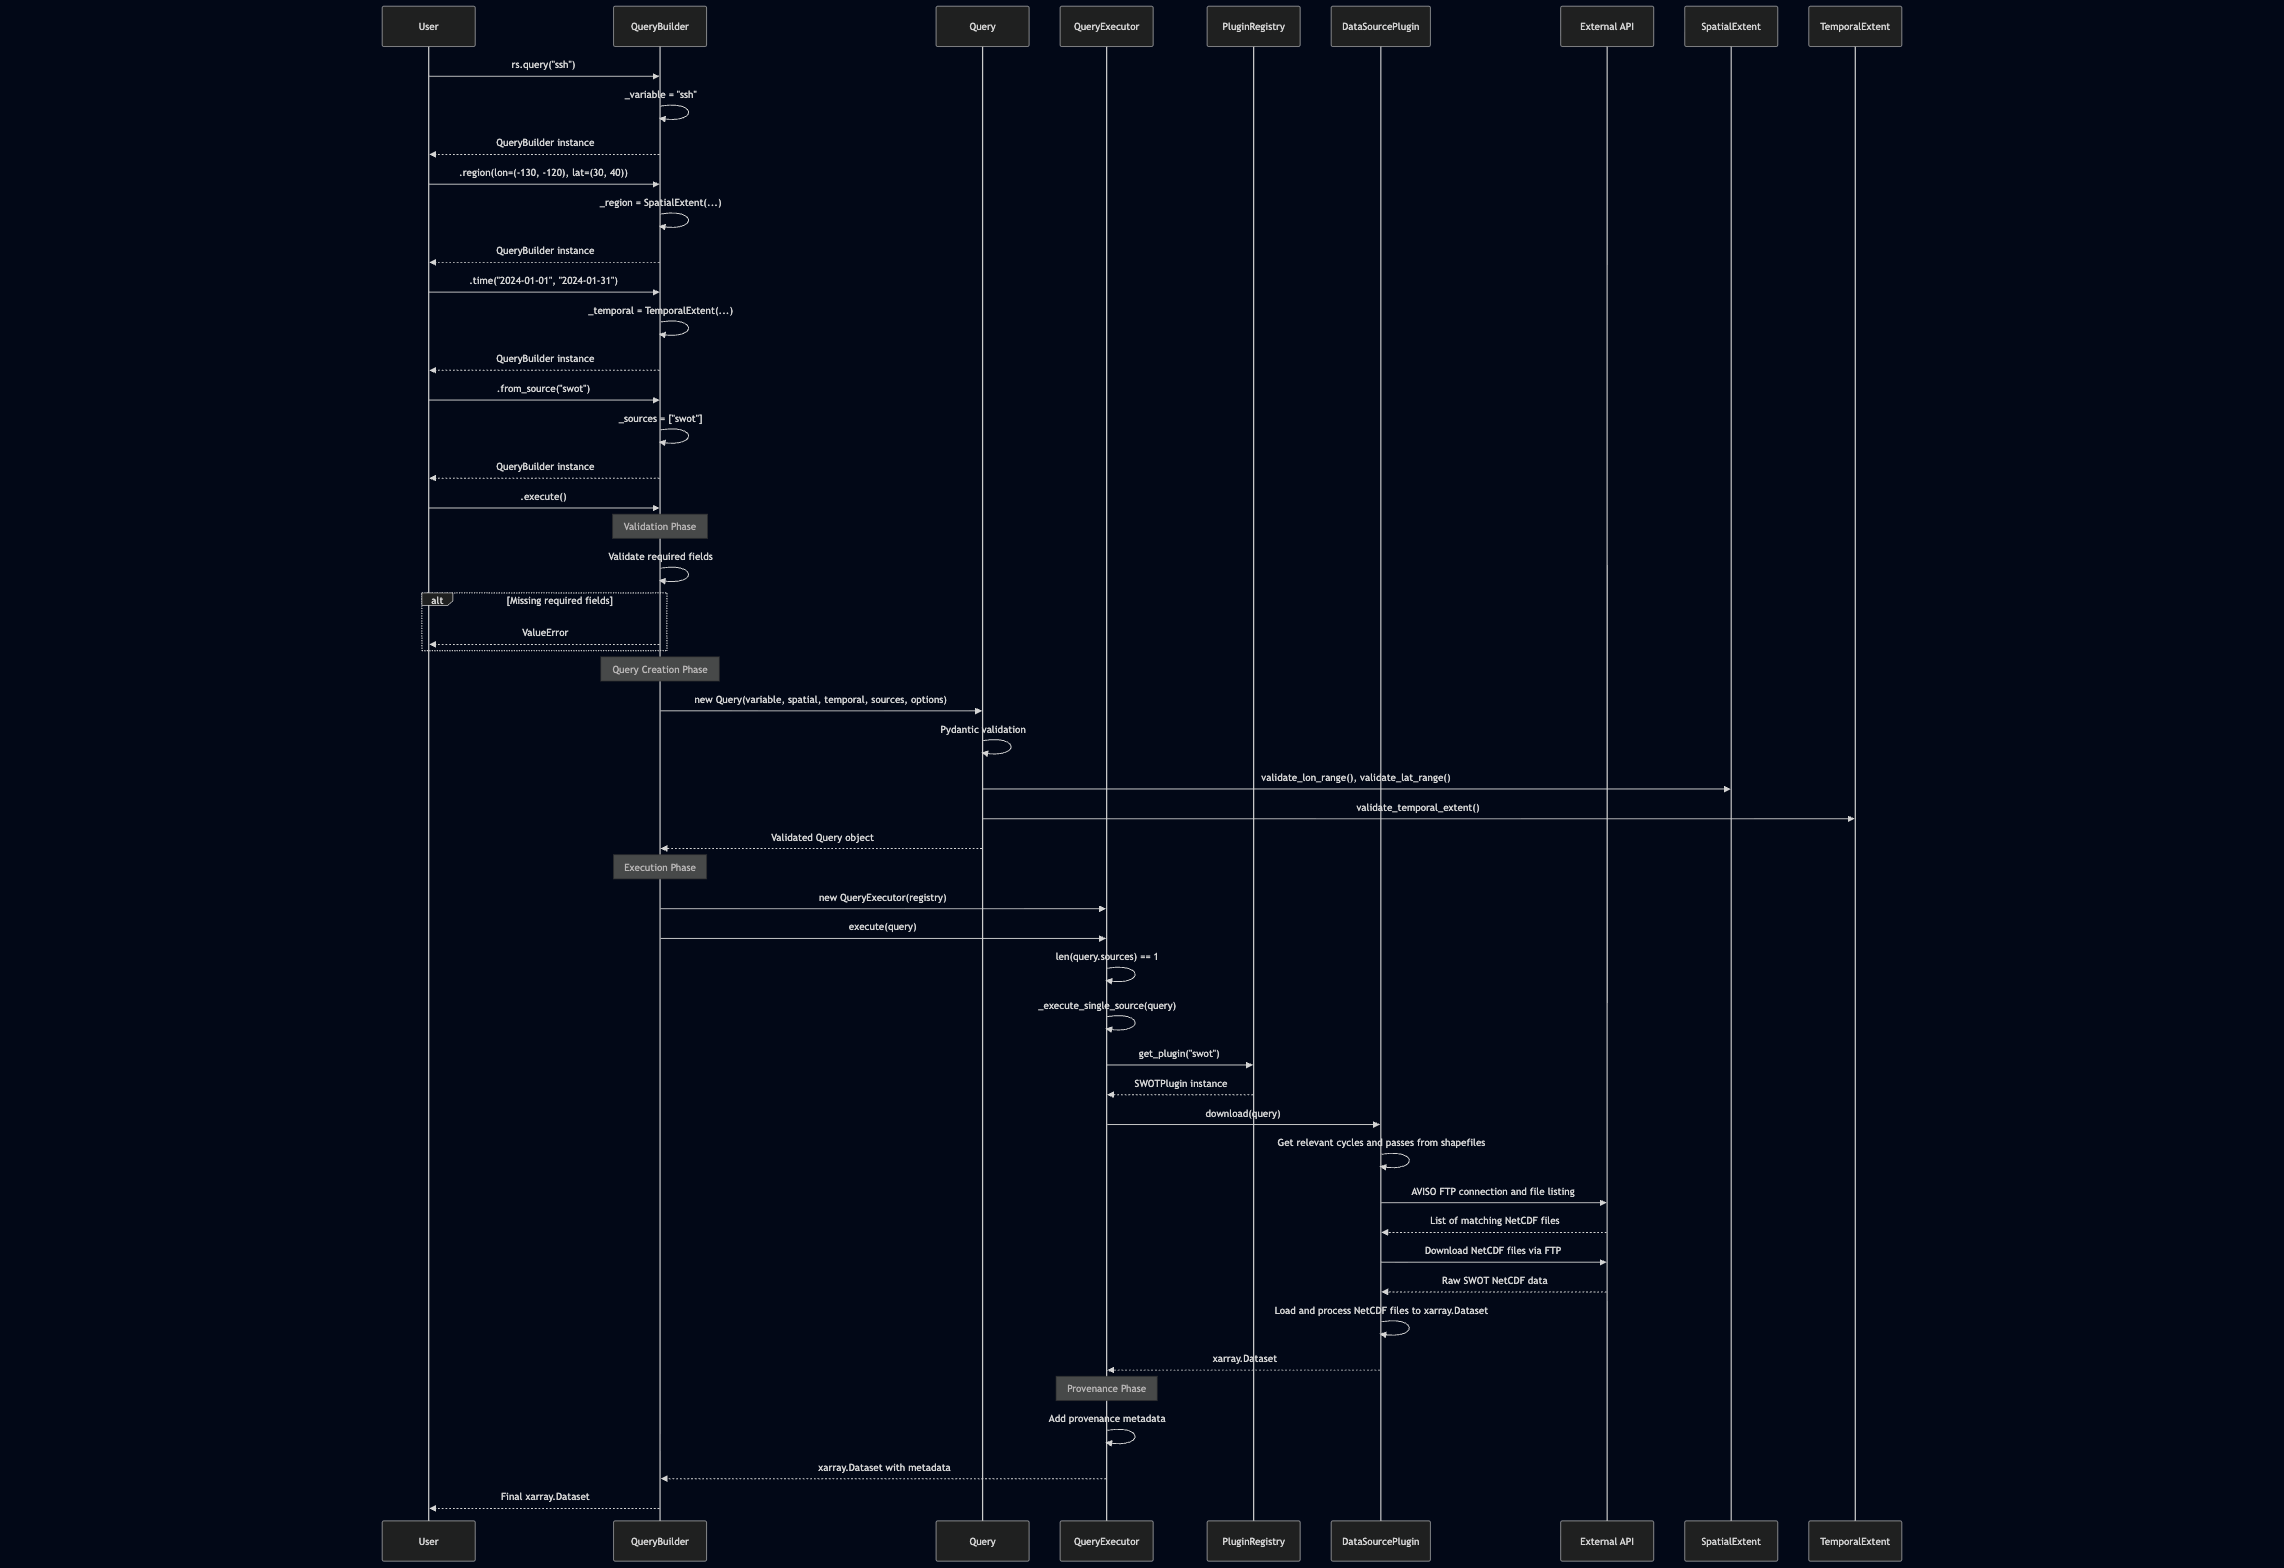 User
QueryBuilder
Query
QueryExecutor
PluginRegistry
DataSourcePlugin
External API
SpatialExtent
TemporalExtent
rs.query("ssh")
_variable = "ssh"
QueryBuilder instance
.region(lon=(-130, -120), lat=(30, 40))
_region = SpatialExtent(...)
QueryBuilder instance
.time("2024-01-01", "2024-01-31")
_temporal = TemporalExtent(...)
QueryBuilder instance
.from_source("swot")
_sources = ["swot"]
QueryBuilder instance
.execute()
Validation Phase
Validate required fields
alt
[Missing required fields]
ValueError
Query Creation Phase
new Query(variable, spatial, temporal, sources, options)
Pydantic validation
validate_lon_range(), validate_lat_range()
validate_temporal_extent()
Validated Query object
Execution Phase
new QueryExecutor(registry)
execute(query)
len(query.sources) == 1
_execute_single_source(query)
get_plugin("swot")
SWOTPlugin instance
download(query)
Get relevant cycles and passes from shapefiles
AVISO FTP connection and file listing
List of matching NetCDF files
Download NetCDF files via FTP
Raw SWOT NetCDF data
Load and process NetCDF files to xarray.Dataset
xarray.Dataset
Provenance Phase
Add provenance metadata
xarray.Dataset with metadata
Final xarray.Dataset
User
QueryBuilder
Query
QueryExecutor
PluginRegistry
DataSourcePlugin
External API
SpatialExtent
TemporalExtent